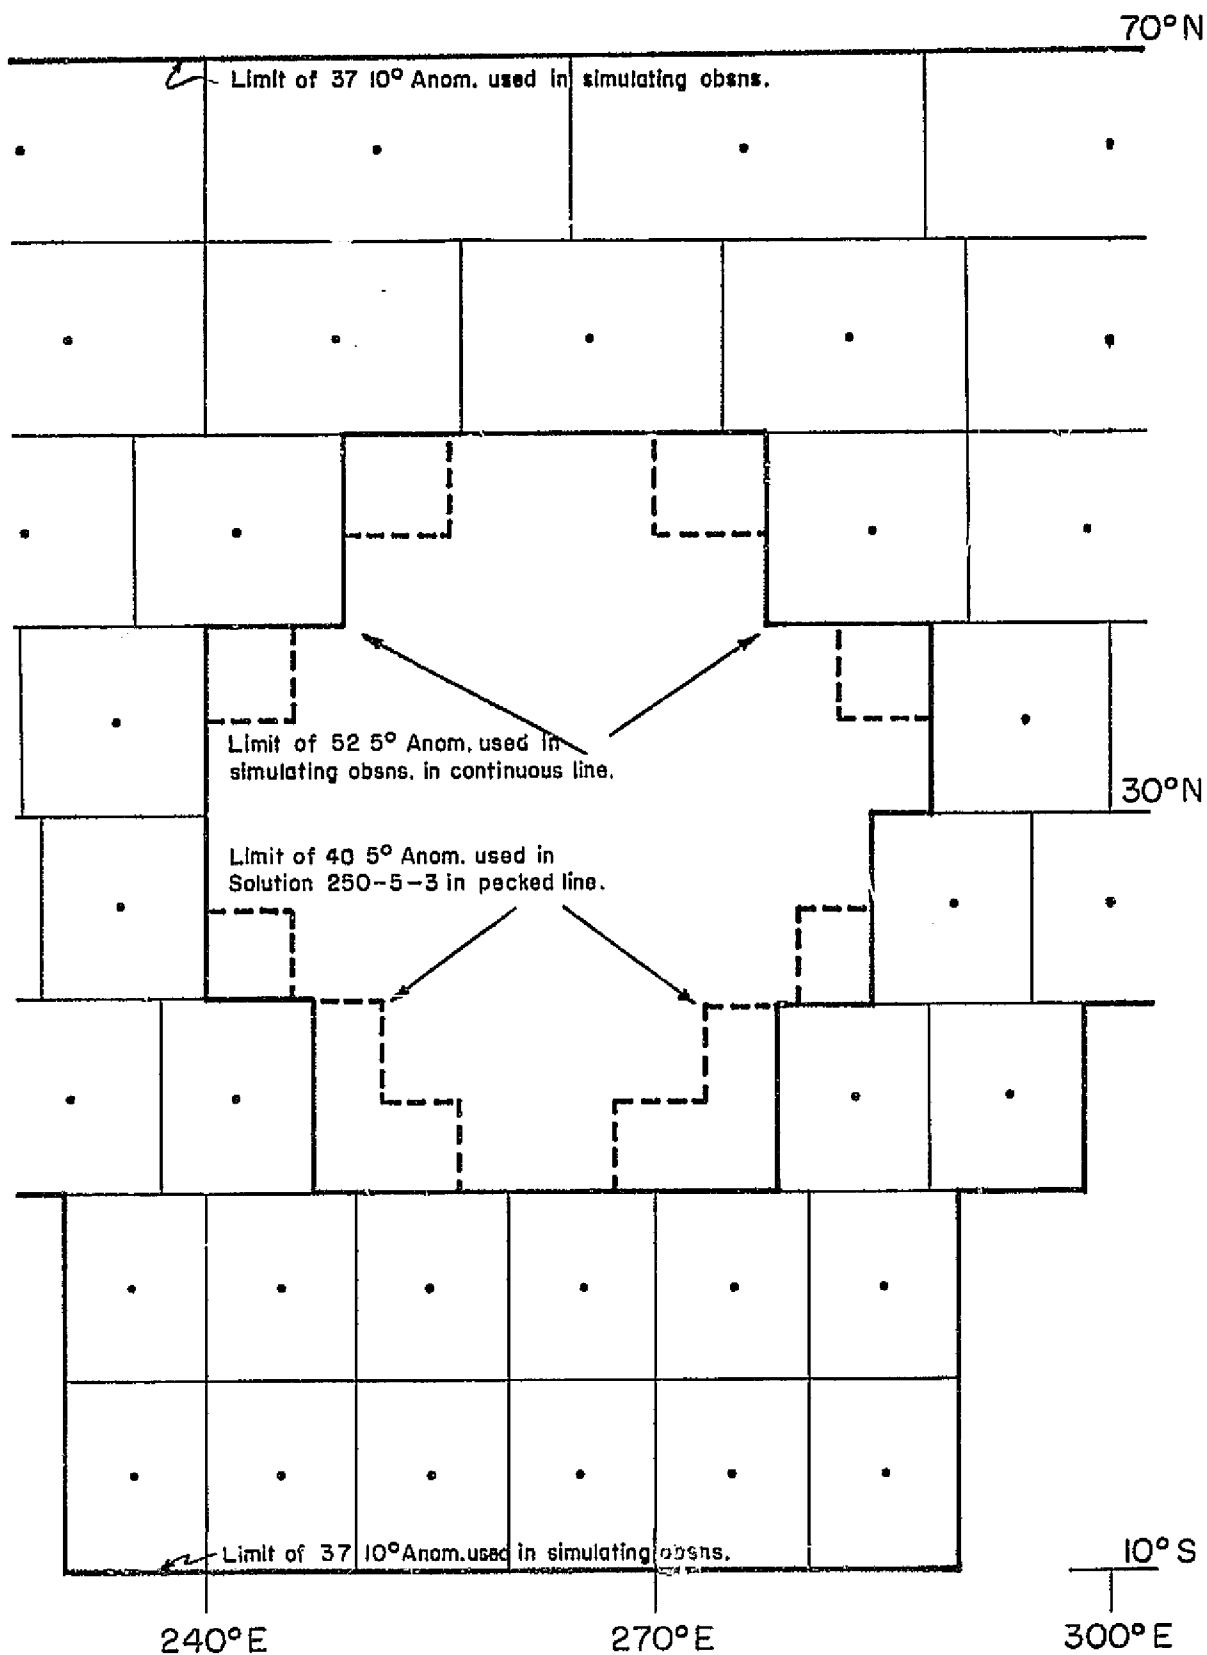 70°N
Limit of 37 10° Anom. used in simulating obsns.
Limit of 52 5° Anom. used in
simulating obsns. in continuous line.
30°N
Limit of 40 5° Anom. used in
Solution 250-5-3 in pecked line.
Limit of 37 10° Anom. used in simulating obsns.
10°S
240°E
270°E
300°E